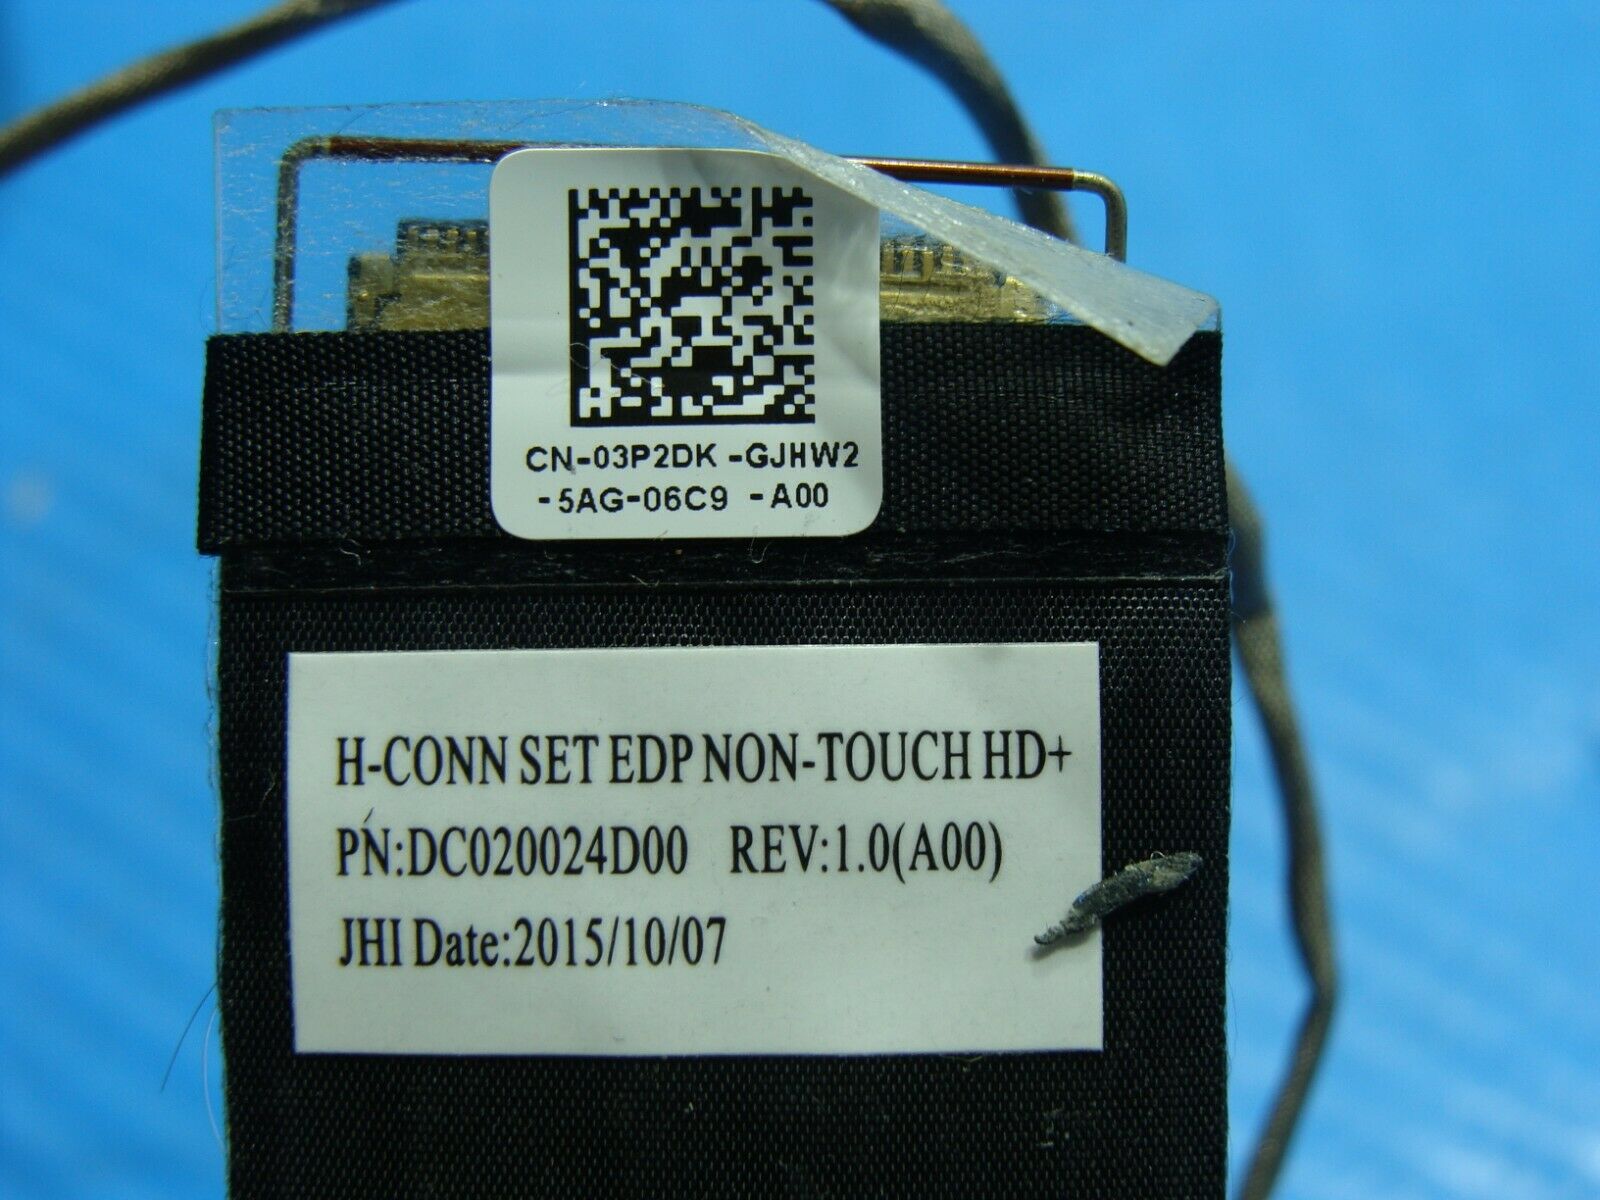 CN-03P2DK -GJHW2
-5AG-06C9 -A00
H-CONN SET EDP NON-TOUCH HD+
PN:DC020024D00 REV:1.0(A00)
JHI Date:2015/10/07